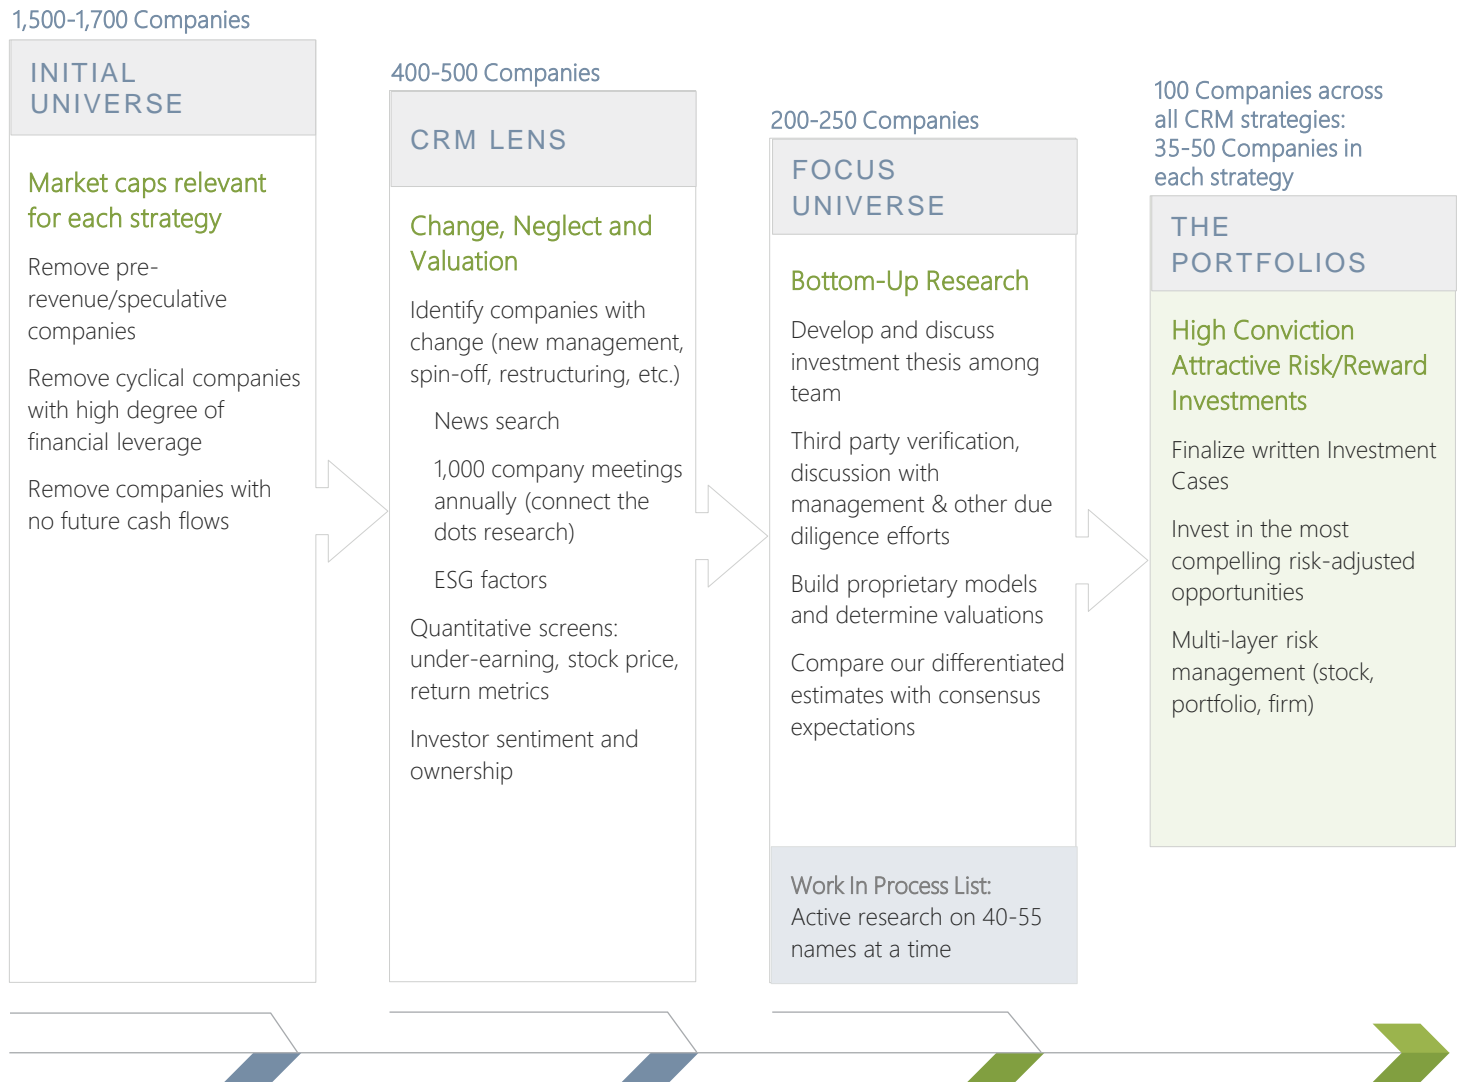 1,500-1,700 Companies
INITIAL
UNIVERSE
Market caps relevant
for each strategy
Remove pre-
revenue/speculative
companies
Remove cyclical companies
with high degree of
financial leverage
Remove companies with
no future cash flows
400-500 Companies
CRM LENS
Change, Neglect and
Valuation
Identify companies with
change (new management,
spin-off, restructuring, etc.)
News search
1,000 company meetings
annually (connect the
dots research)
ESG factors
Quantitative screens:
under-earning, stock price,
return metrics
Investor sentiment and
ownership
200-250 Companies
FOCUS
UNIVERSE
Bottom-Up Research
Develop and discuss
investment thesis among
team
Third party verification,
discussion with
management & other due
diligence efforts
Build proprietary models
and determine valuations
Compare our differentiated
estimates with consensus
expectations
Work In Process List:
Active research on 40-55
names at a time
100 Companies across
all CRM strategies:
35-50 Companies in
each strategy
THE
PORTFOLIOS
High Conviction
Attractive Risk/Reward
Investments
Finalize written Investment
Cases
Invest in the most
compelling risk-adjusted
opportunities
Multi-layer risk
management (stock,
portfolio, firm)